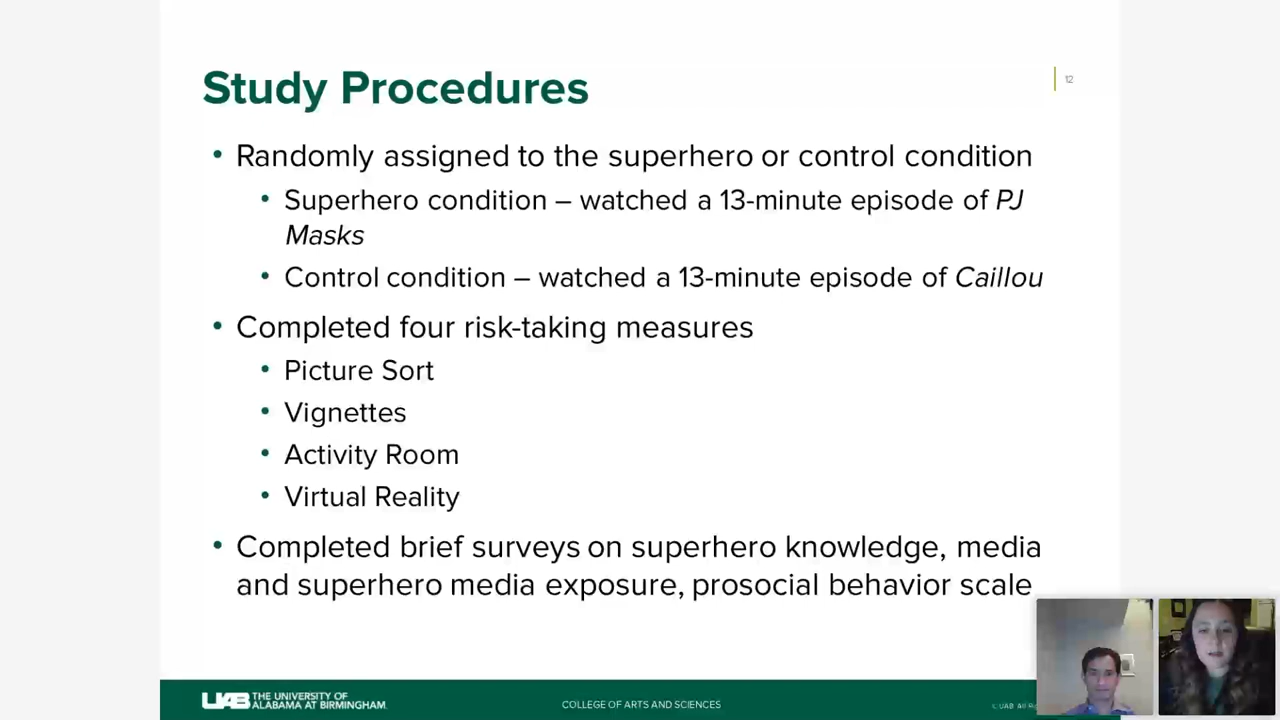 Study Procedures
12
• Randomly assigned to the superhero or control condition
• Superhero condition – watched a 13-minute episode of PJ
Masks
• Control condition – watched a 13-minute episode of Caillou
• Completed four risk-taking measures
• Picture Sort
• Vignettes
• Activity Room
• Virtual Reality
• Completed brief surveys on superhero knowledge, media
and superhero media exposure, prosocial behavior scale
UAB THE UNIVERSITY OF
ALABAMA AT BIRMINGHAM.
COLLEGE OF ARTS AND SCIENCES
© UAB. All